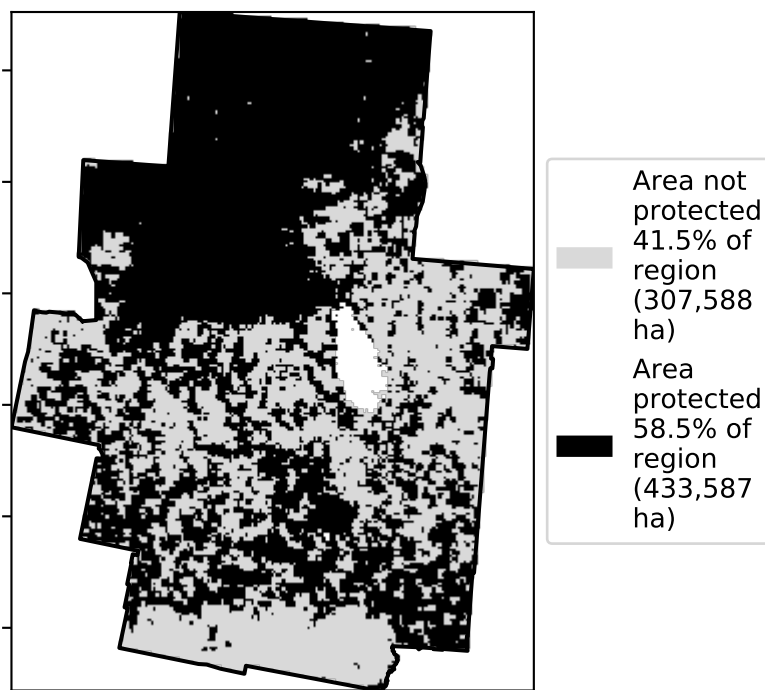 Area not
protected
41.5% of
region
(307,588
ha)
Area
protected
58.5% of
region
(433,587
ha)